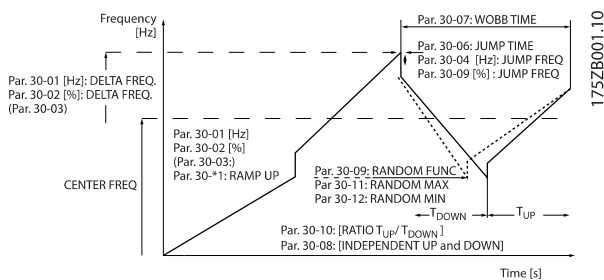 Frequency
[Hz]
Par. 30-07: WOBB TIME
Par. 30-06: JUMP TIME
Par. 30-04 [Hz]: JUMP FREQ
Par. 30-09 [%] : JUMP FREQ
175ZB001.10
Par. 30-01 [Hz]: DELTA FREQ.
Par. 30-02 [%]: DELTA FREQ.
(Par. 30-03)
Par. 30-01 [Hz]
Par. 30-02 [%]
(Par. 30-03:)
Par. 30-*1: RAMP UP
CENTER FREQ
Par. 30-09: RANDOM FUNC
Par 30-11: RANDOM MAX
Par 30-12: RANDOM MIN
TDOWN
TUP
Par. 30-10: [RATIO TUP/ TDOWN ]
Par. 30-08: [INDEPENDENT UP and DOWN]
Time [s]